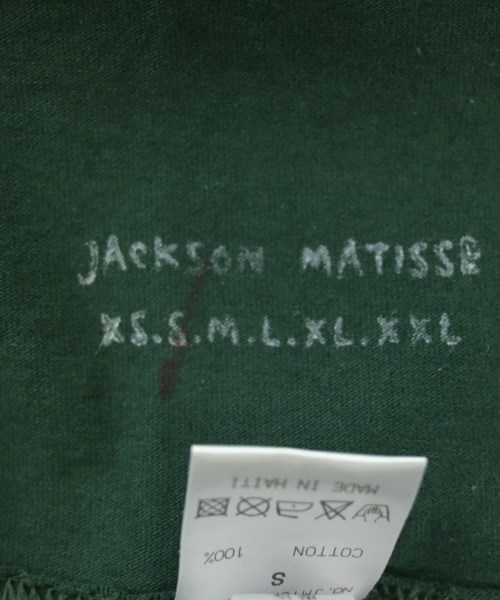 JACKSON MATISSE
XS.S.M.L.XL.XXL
MADE IN HAITI
COTTON 100%
S